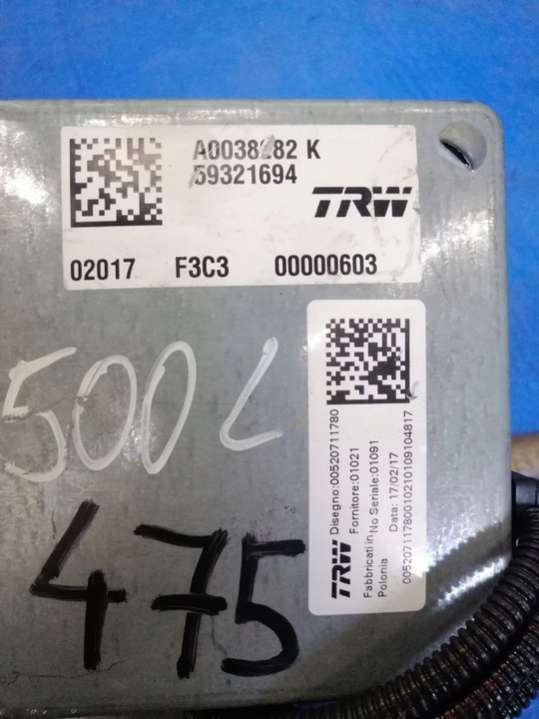 A0038282 K
59321694
TRW
02017 F3C3 00000603
500L
475
TRW Disegno:00520711780
Fornitore:01021
Fabbricati in No Seriale:01091
Polonia Data: 17/02/17
00520711780010210109104817